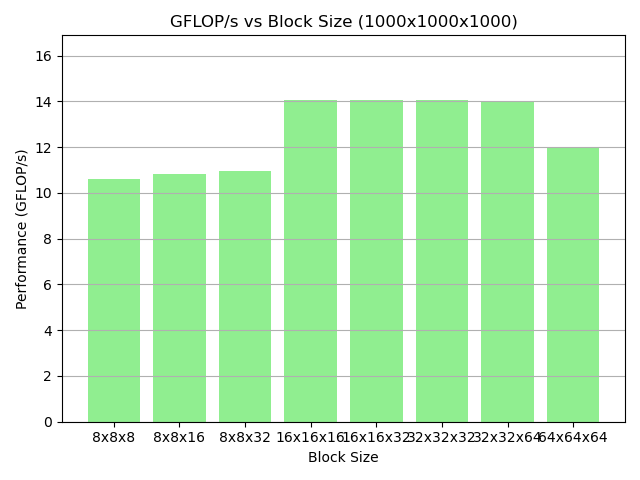 GFLOP/s vs Block Size (1000x1000x1000)
Performance (GFLOP/s)
16
14
12
10
8
6
4
2
0
8x8x8 8x8x16 8x8x32 16x16x16 16x16x32 32x32x32 32x32x64 64x64x64
Block Size